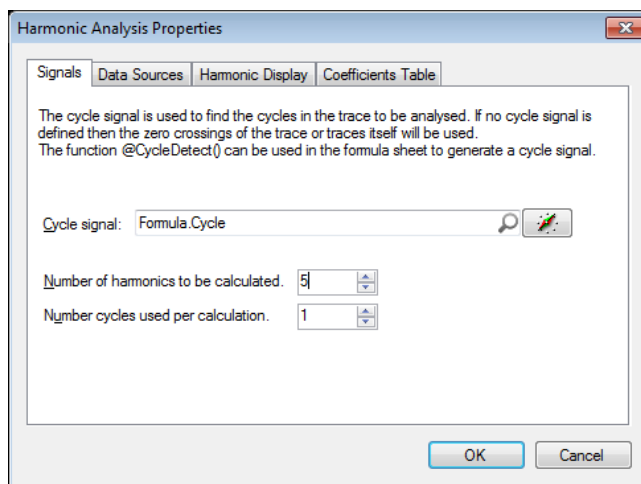 Harmonic Analysis Properties
Signals Data Sources Harmonic Display Coefficients Table
The cycle signal is used to find the cycles in the trace to be analysed. If no cycle signal is
defined then the zero crossings of the trace or traces itself will be used.
The function @CycleDetect() can be used in the formula sheet to generate a cycle signal.
Cycle signal: Formula.Cycle
Number of harmonics to be calculated. 5
Number cycles used per calculation. 1
OK Cancel